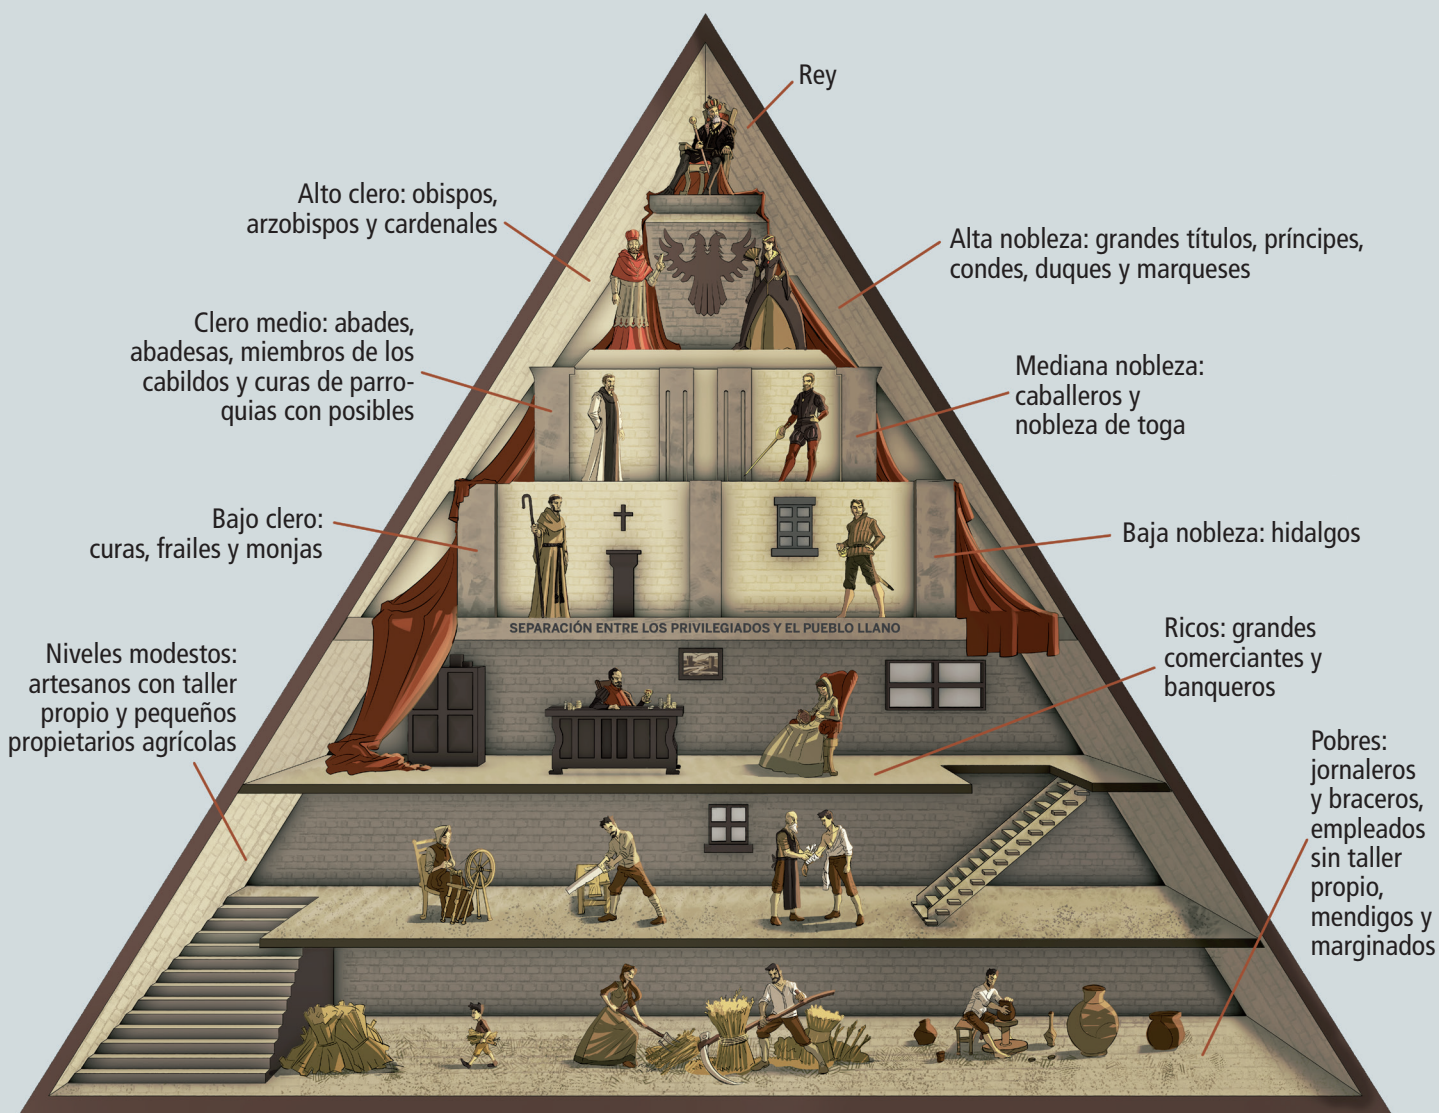 Rey
Alto clero: obispos,
arzobispos y cardenales
Alta nobleza: grandes títulos, príncipes,
condes, duques y marqueses
Clero medio: abades,
abadesas, miembros de los
cabildos y curas de parro-
quias con posibles
Mediana nobleza:
caballeros y
nobleza de toga
Bajo clero:
curas, frailes y monjas
Baja nobleza: hidalgos
SEPARACIÓN ENTRE LOS PRIVILEGIADOS Y EL PUEBLO LLANO
Niveles modestos:
artesanos con taller
propio y pequeños
propietarios agrícolas
Ricos: grandes
comerciantes y
banqueros
Pobres:
jornaleros
y braceros,
empleados
sin taller
propio,
mendigos y
marginados